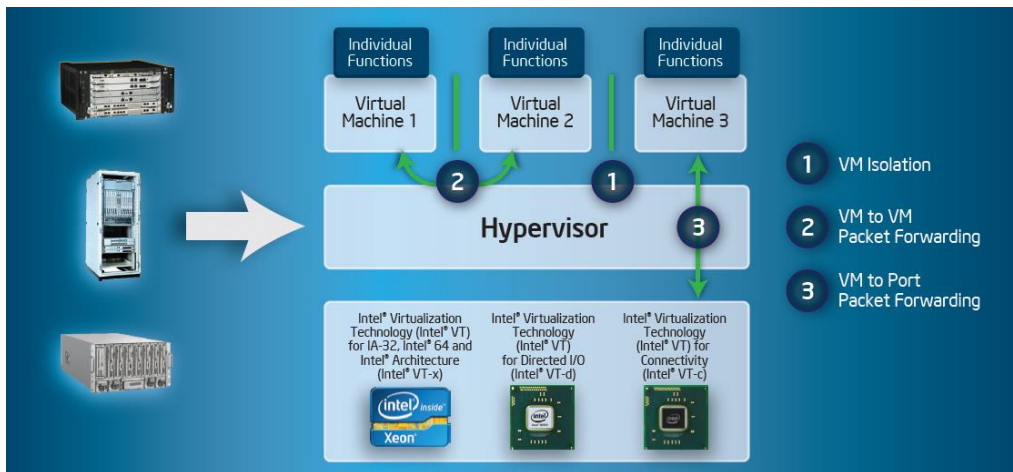 Individual
Functions
Individual
Functions
Individual
Functions
Virtual
Machine 1
Virtual
Machine 2
Virtual
Machine 3
2
1
Hypervisor
3
1
VM Isolation
2
VM to VM
Packet Forwarding
3
VM to Port
Packet Forwarding
Intel® Virtualization
Technology (Intel® VT)
for IA-32, Intel® 64 and
Intel® Architecture
(Intel® VT-x)
Intel® Virtualization
Technology
(Intel® VT)
for Directed I/O
(Intel® VT-d)
Intel® Virtualization
Technology
(Intel® VT) for
Connectivity
(Intel® VT-c)
intel inside™
Xeon®